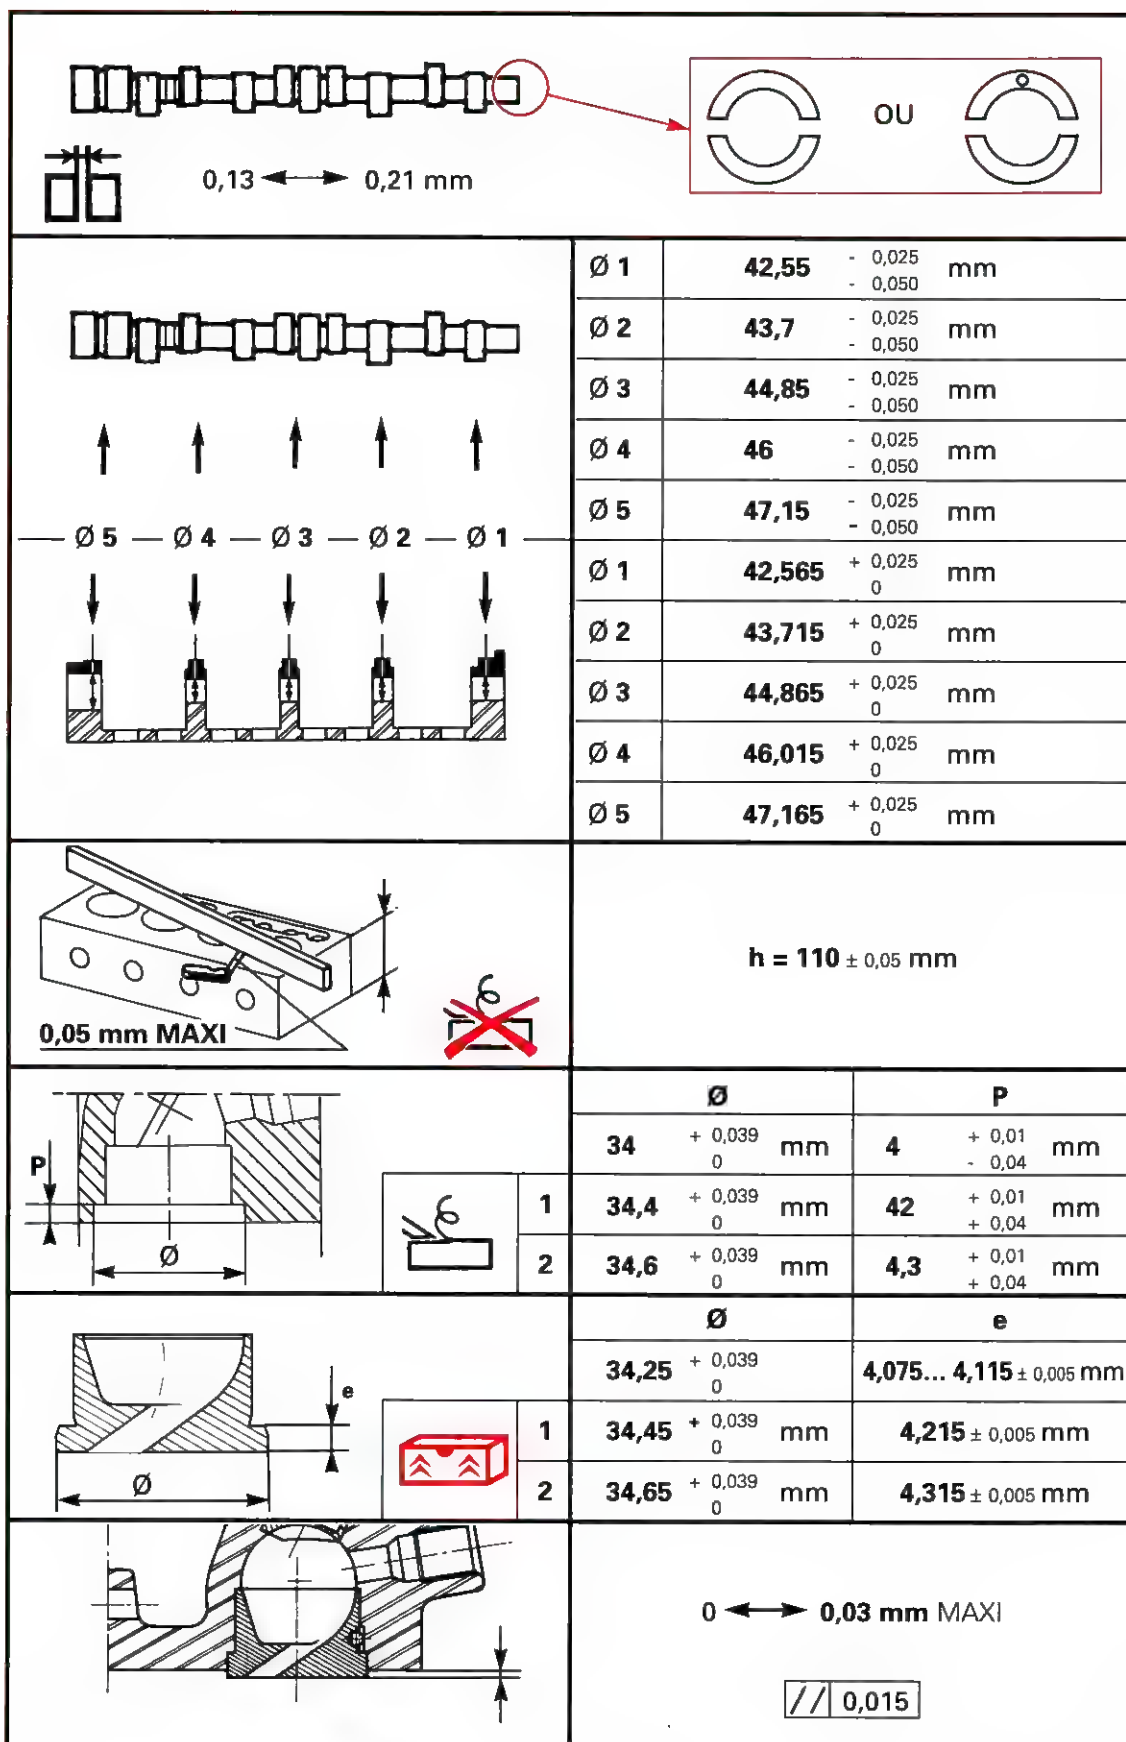 OU
0,13 0,21 mm
Ø 1 42,55 - 0,025 - 0,050 mm
Ø 2 43,7 - 0,025 - 0,050 mm
Ø 3 44,85 - 0,025 - 0,050 mm
Ø 4 46 - 0,025 - 0,050 mm
Ø 5 47,15 - 0,025 - 0,050 mm
Ø 5 Ø 4 Ø 3 Ø 2 Ø 1
Ø 1 42,565 + 0,025 0 mm
Ø 2 43,715 + 0,025 0 mm
Ø 3 44,865 + 0,025 0 mm
Ø 4 46,015 + 0,025 0 mm
Ø 5 47,165 + 0,025 0 mm
0,05 mm MAXI
h = 110 ± 0,05 mm
Ø P
34 + 0,039 0 mm 4 + 0,01 - 0,04 mm
1 34,4 + 0,039 0 mm 42 + 0,01 + 0,04 mm
2 34,6 + 0,039 0 mm 4,3 + 0,01 + 0,04 mm
P
Ø
Ø e
34,25 + 0,039 0 4,075... 4,115 ± 0,005 mm
1 34,45 + 0,039 0 mm 4,215 ± 0,005 mm
2 34,65 + 0,039 0 mm 4,315 ± 0,005 mm
e
Ø
0 0,03 mm MAXI
// 0,015